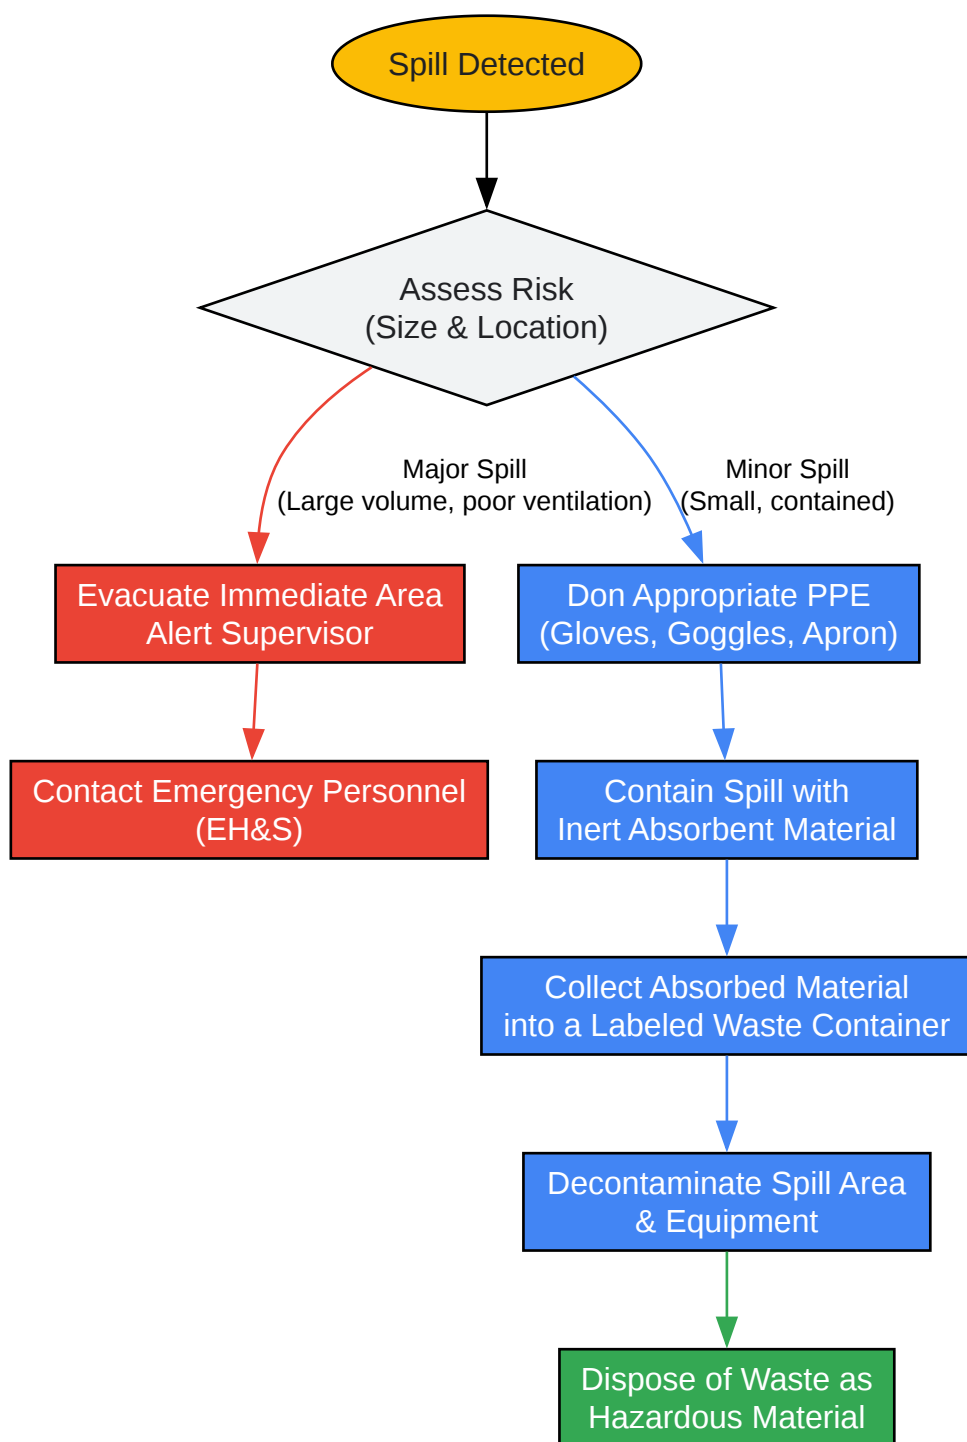 Spill Detected
Assess Risk
(Size & Location)
Major Spill
(Large volume, poor ventilation)
Minor Spill
(Small, contained)
Evacuate Immediate Area
Alert Supervisor
Don Appropriate PPE
(Gloves, Goggles, Apron)
Contact Emergency Personnel
(EH&S)
Contain Spill with
Inert Absorbent Material
Collect Absorbed Material
into a Labeled Waste Container
Decontaminate Spill Area
& Equipment
Dispose of Waste as
Hazardous Material